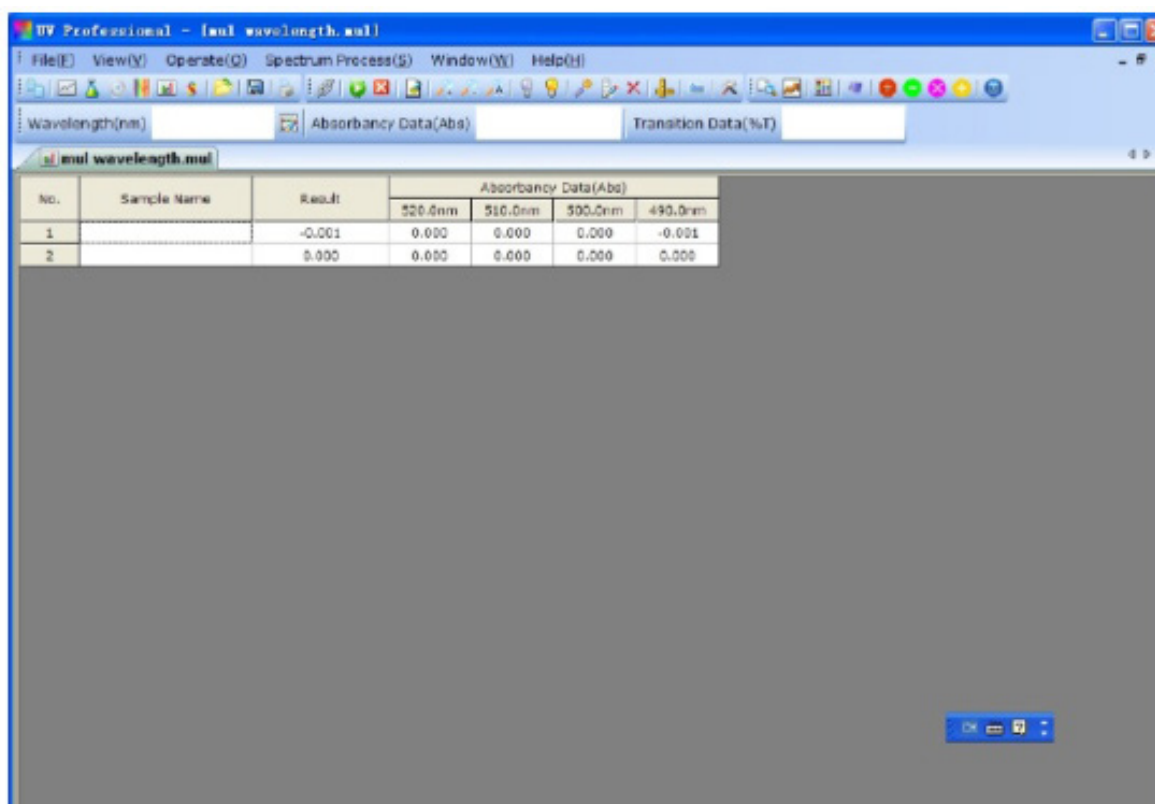 UV Professional - [mul wavelength.mul]
File(F) View(V) Operate(O) Spectrum Process(S) Window(W) Help(H)
Wavelength(nm) Absorbancy Data(Abs) Transition Data(%T)
mul wavelength.mul
No. Sample Name Result Absorbancy Data(Abs)
520.0nm 510.0nm 500.0nm 490.0nm
1 -0.001 0.000 0.000 0.000 -0.001
2 0.000 0.000 0.000 0.000 0.000
CH